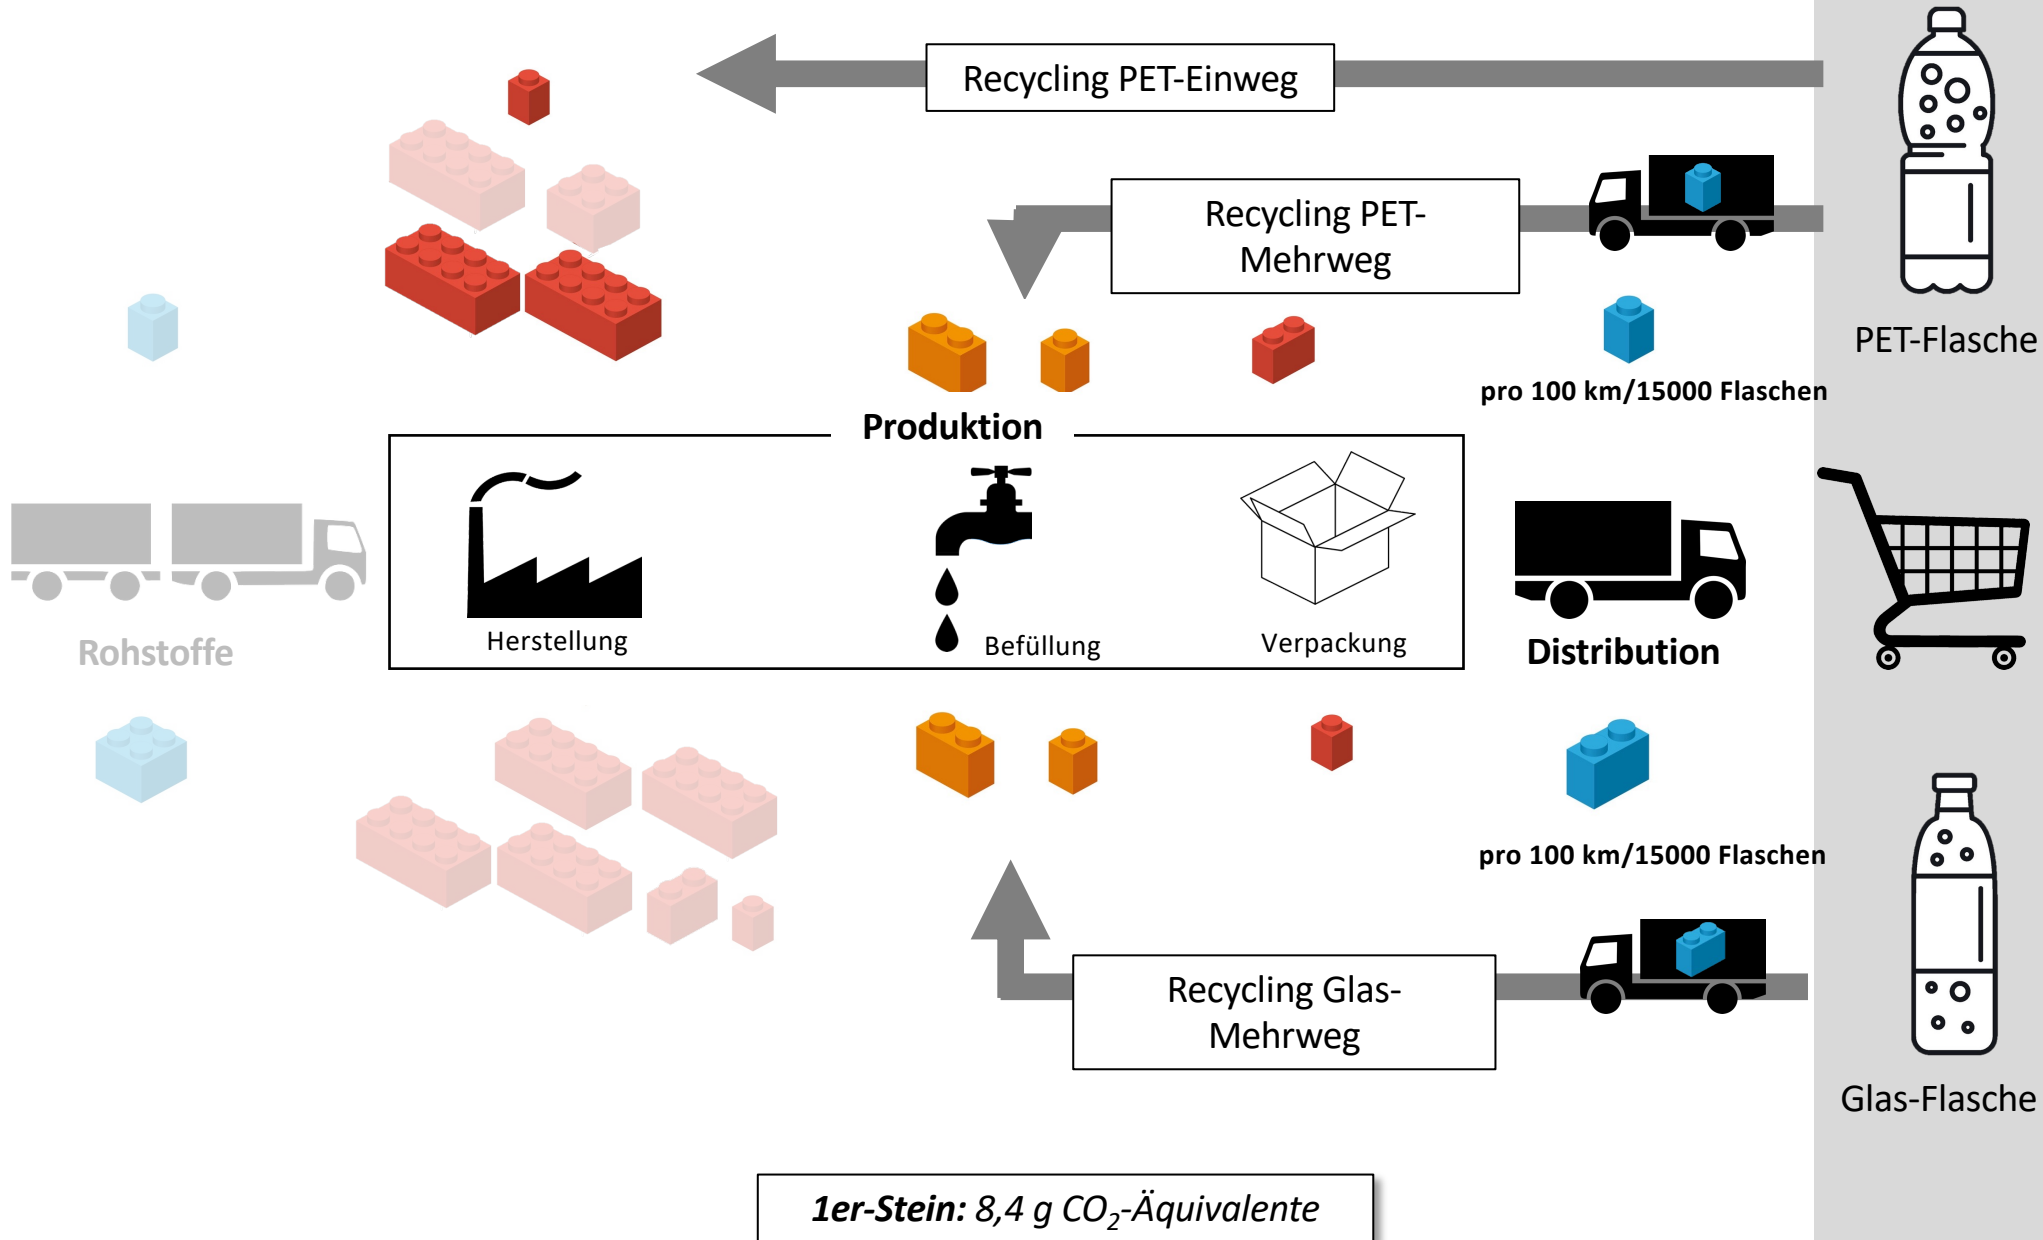 Recycling PET-Einweg
Recycling PET-
Mehrweg
PET-Flasche
pro 100 km/15000 Flaschen
Produktion
Herstellung
Befüllung
Verpackung
Rohstoffe
Distribution
pro 100 km/15000 Flaschen
Recycling Glas-
Mehrweg
Glas-Flasche
1er-Stein: 8,4 g CO₂-Äquivalente